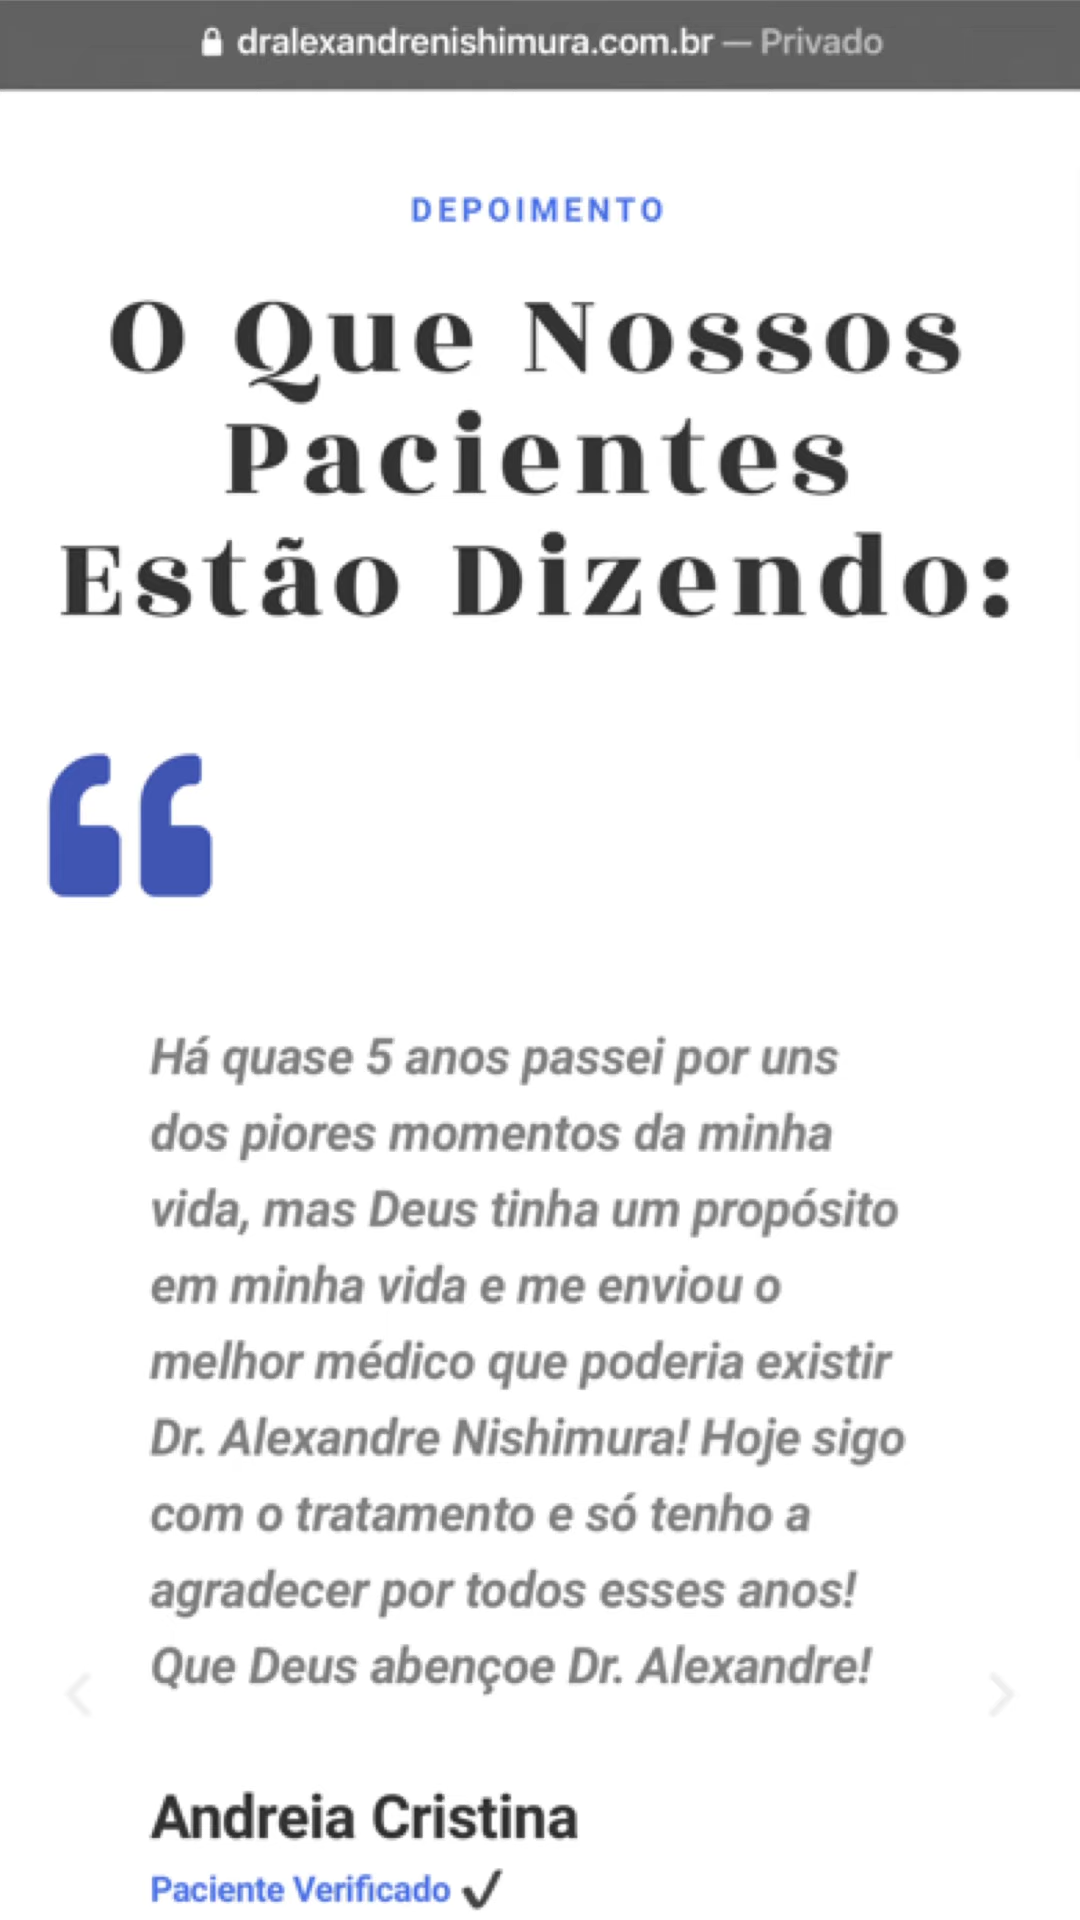 dralexandrenishimura.com.br — Privado
DEPOIMENTO
O Que Nossos
Pacientes
Estão Dizendo:
“
Há quase 5 anos passei por uns
dos piores momentos da minha
vida, mas Deus tinha um propósito
em minha vida e me enviou o
melhor médico que poderia existir
Dr. Alexandre Nishimura! Hoje sigo
com o tratamento e só tenho a
agradecer por todos esses anos!
Que Deus abençoe Dr. Alexandre!
Andreia Cristina
Paciente Verificado ✓